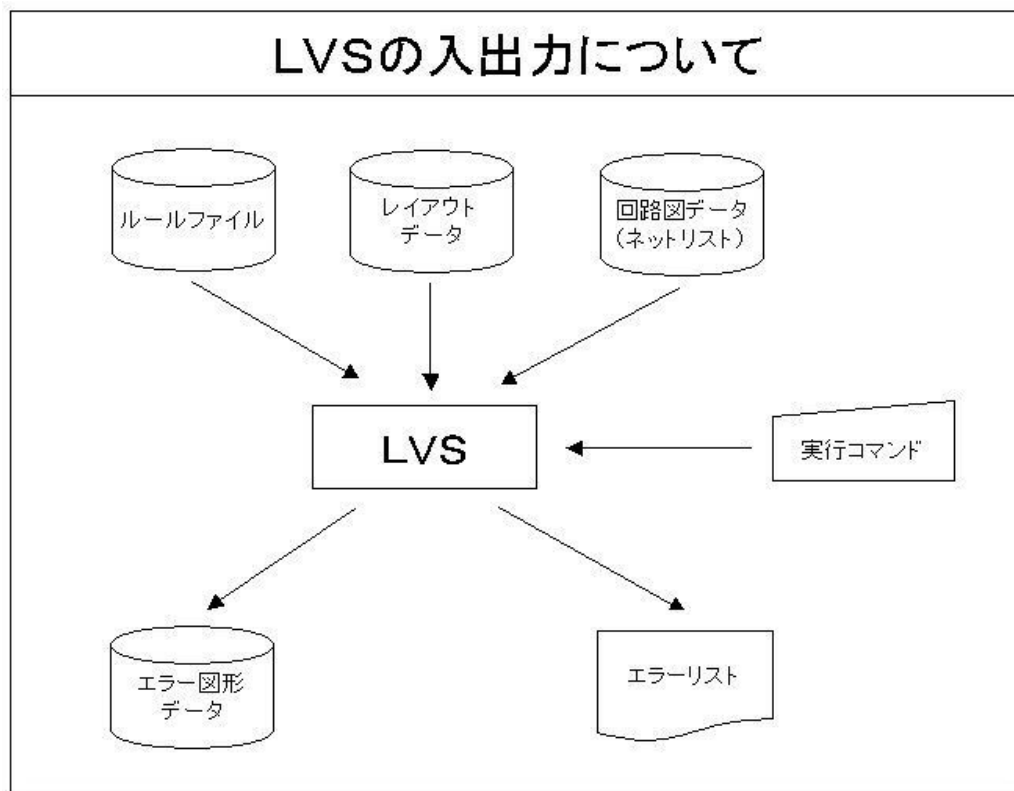 LVSの入出力について
ルールファイル
レイアウト
データ
回路図データ
(ネットリスト)
LVS
実行コマンド
エラー図形
データ
エラーリスト